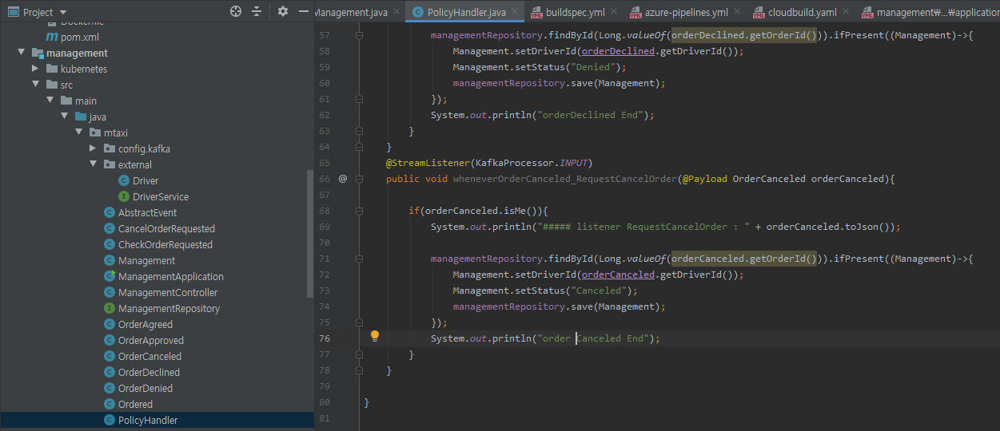 Project
Management.java
PolicyHandler.java
buildspec.yml
azure-pipelines.yml
cloudbuild.yaml
management₩...₩application
Dockerfile
pom.xml
management
kubernetes
src
main
java
mtaxi
config.kafka
external
Driver
DriverService
AbstractEvent
CancelOrderRequested
CheckOrderRequested
Management
ManagementApplication
ManagementController
ManagementRepository
OrderAgreed
OrderApproved
OrderCanceled
OrderDeclined
OrderDenied
Ordered
PolicyHandler
57 managementRepository.findById(Long.valueOf(orderDeclined.getOrderId())).ifPresent((Management)->{
58 Management.setDriverId(orderDeclined.getDriverId());
59 Management.setStatus("Denied");
60 managementRepository.save(Management);
61 });
62 System.out.println("orderDeclined End");
63 }
64 }
65 @StreamListener(KafkaProcessor.INPUT)
66 @ public void wheneverOrderCanceled_RequestCancelOrder(@Payload OrderCanceled orderCanceled){
67
68 if(orderCanceled.isMe()){
69 System.out.println("##### listener RequestCancelOrder : " + orderCanceled.toJson());
70
71 managementRepository.findById(Long.valueOf(orderCanceled.getOrderId())).ifPresent((Management)->{
72 Management.setDriverId(orderCanceled.getDriverId());
73 Management.setStatus("Canceled");
74 managementRepository.save(Management);
75 });
76 System.out.println("order Canceled End");
77 }
78 }
79
80 }
81